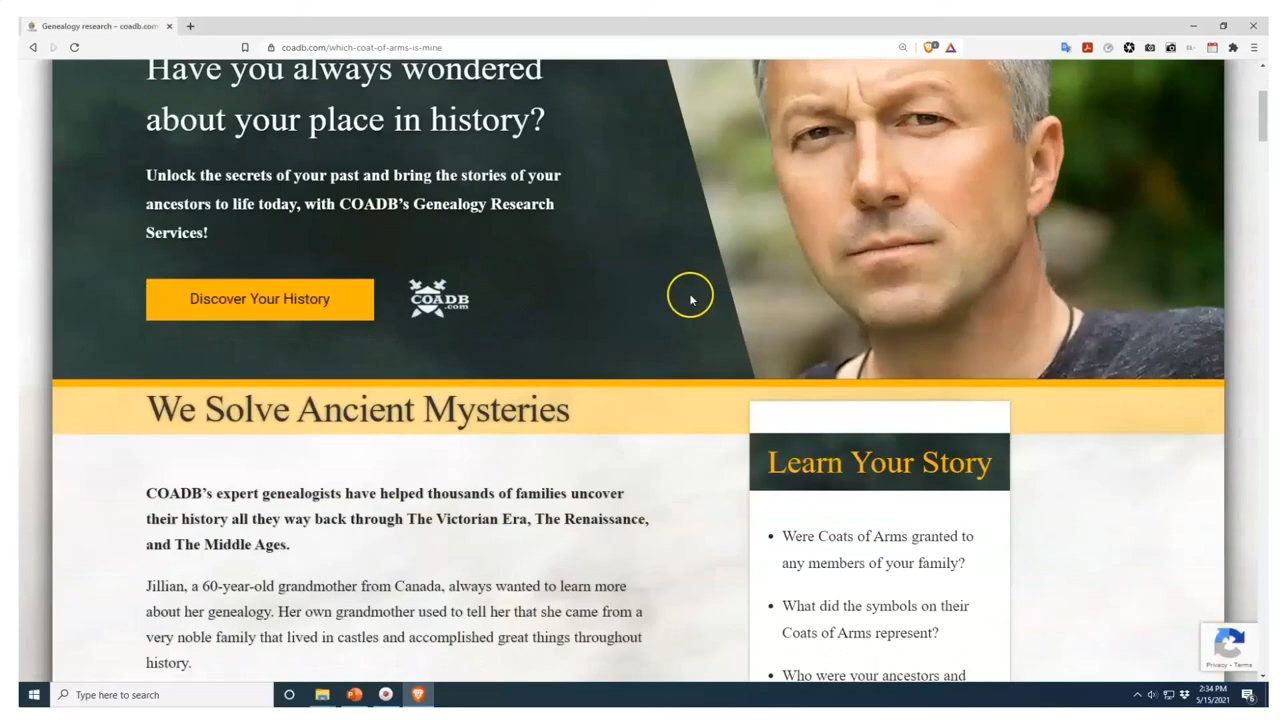 Genealogy research – coadb.com
coadb.com/which-coat-of-arms-is-mine
Have you always wondered
about your place in history?
Unlock the secrets of your past and bring the stories of your
ancestors to life today, with COADB's Genealogy Research
Services!
Discover Your History
COADB
.com
We Solve Ancient Mysteries
COADB's expert genealogists have helped thousands of families uncover
their history all they way back through The Victorian Era, The Renaissance,
and The Middle Ages.
Jillian, a 60-year-old grandmother from Canada, always wanted to learn more
about her genealogy. Her own grandmother used to tell her that she came from a
very noble family that lived in castles and accomplished great things throughout
history.
Learn Your Story
Were Coats of Arms granted to
any members of your family?
What did the symbols on their
Coats of Arms represent?
Who were your ancestors and
Privacy - Terms
Type here to search
2:34 PM
5/15/2021